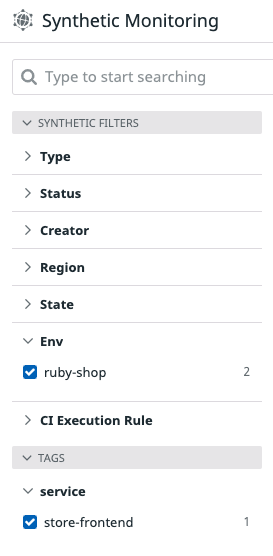 Synthetic Monitoring
Type to start searching
SYNTHETIC FILTERS
Type
Status
Creator
Region
State
Env
ruby-shop 2
CI Execution Rule
TAGS
service
store-frontend 1